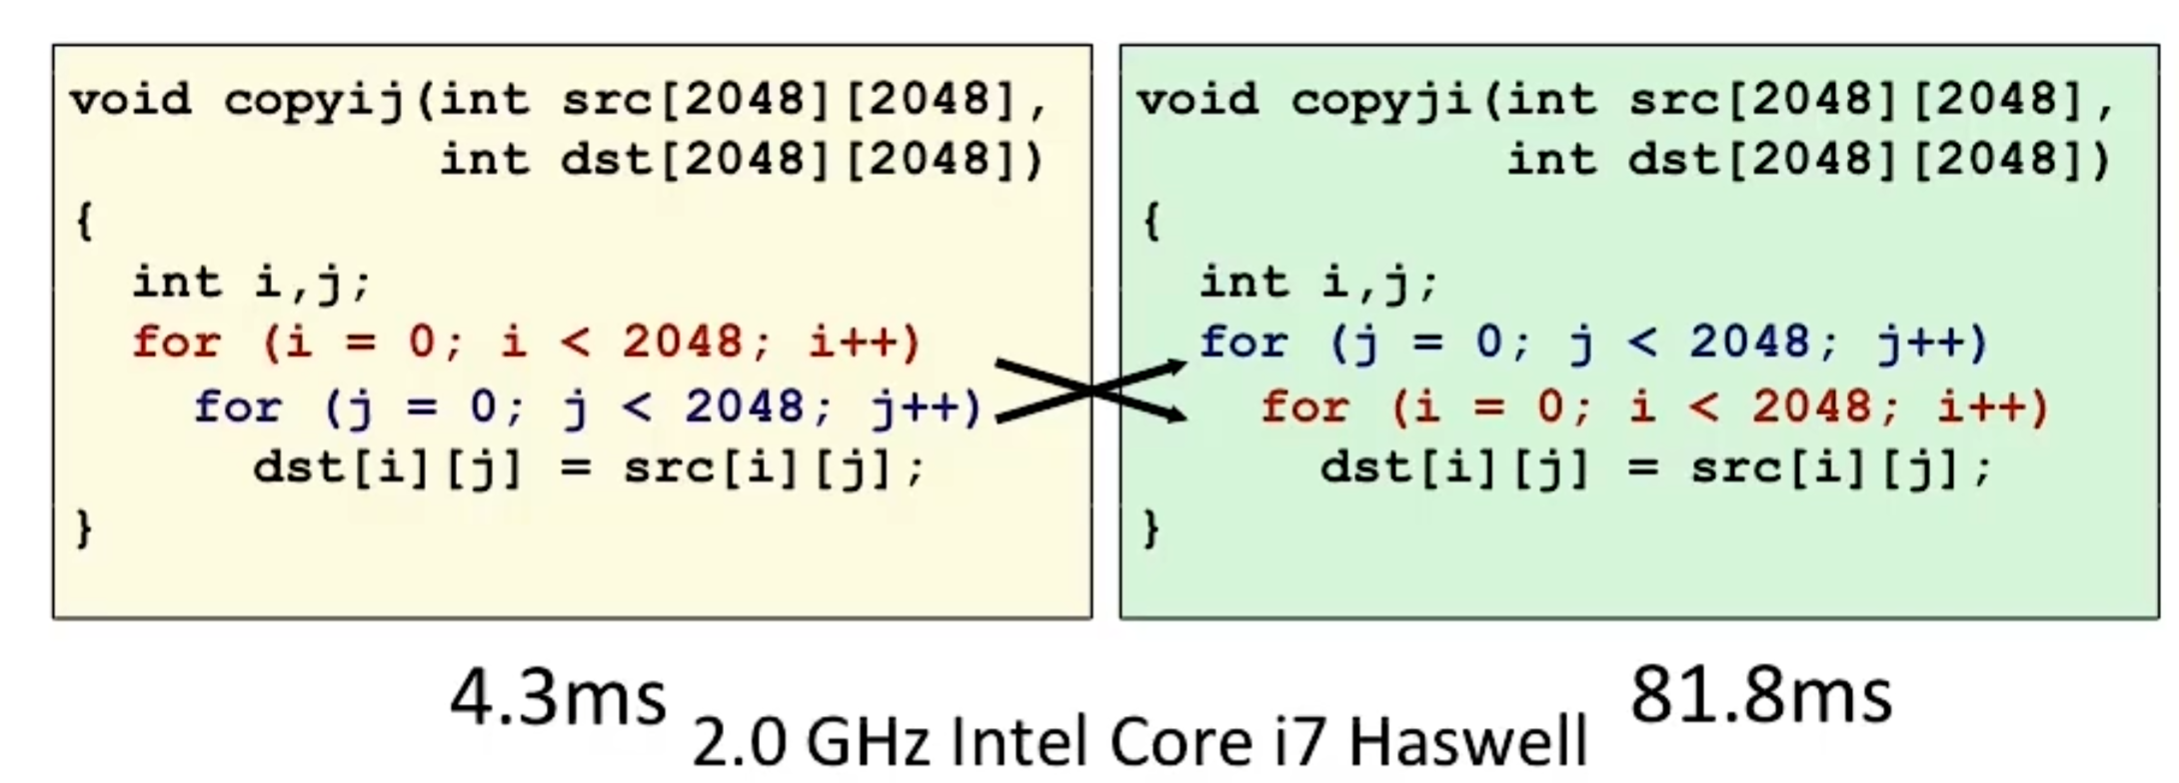 void copyij(int src[2048][2048],
            int dst[2048][2048])
{
  int i,j;
  for (i = 0; i < 2048; i++)
    for (j = 0; j < 2048; j++)
      dst[i][j] = src[i][j];
}
void copyji(int src[2048][2048],
            int dst[2048][2048])
{
  int i,j;
  for (j = 0; j < 2048; j++)
    for (i = 0; i < 2048; i++)
      dst[i][j] = src[i][j];
}
4.3ms
81.8ms
2.0 GHz Intel Core i7 Haswell